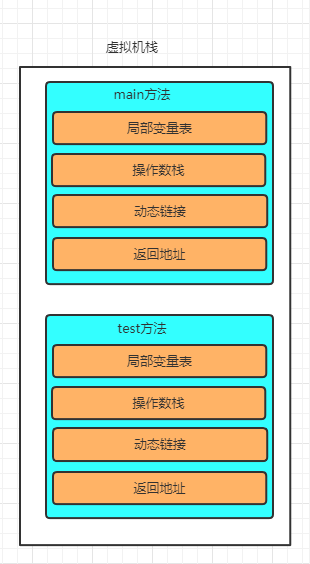 虚拟机栈
main方法
局部变量表
操作数栈
动态链接
返回地址
test方法
局部变量表
操作数栈
动态链接
返回地址